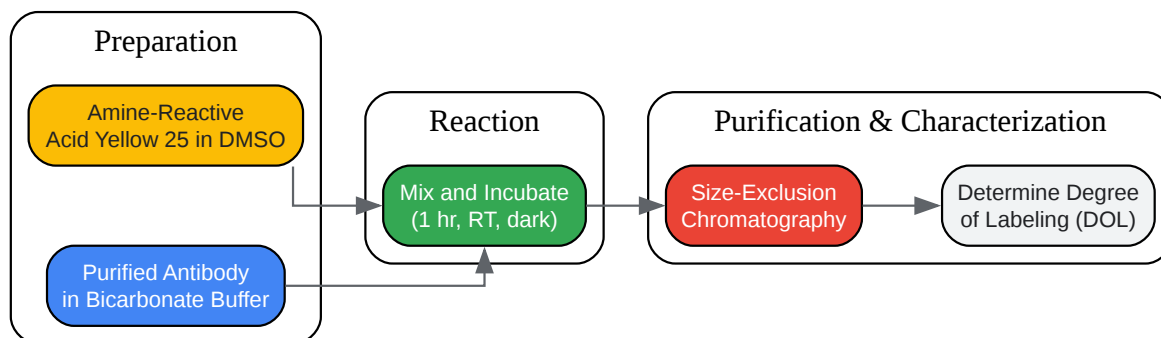 Preparation
Amine-Reactive
Acid Yellow 25 in DMSO
Purified Antibody
in Bicarbonate Buffer
Reaction
Mix and Incubate
(1 hr, RT, dark)
Purification & Characterization
Size-Exclusion
Chromatography
Determine Degree
of Labeling (DOL)